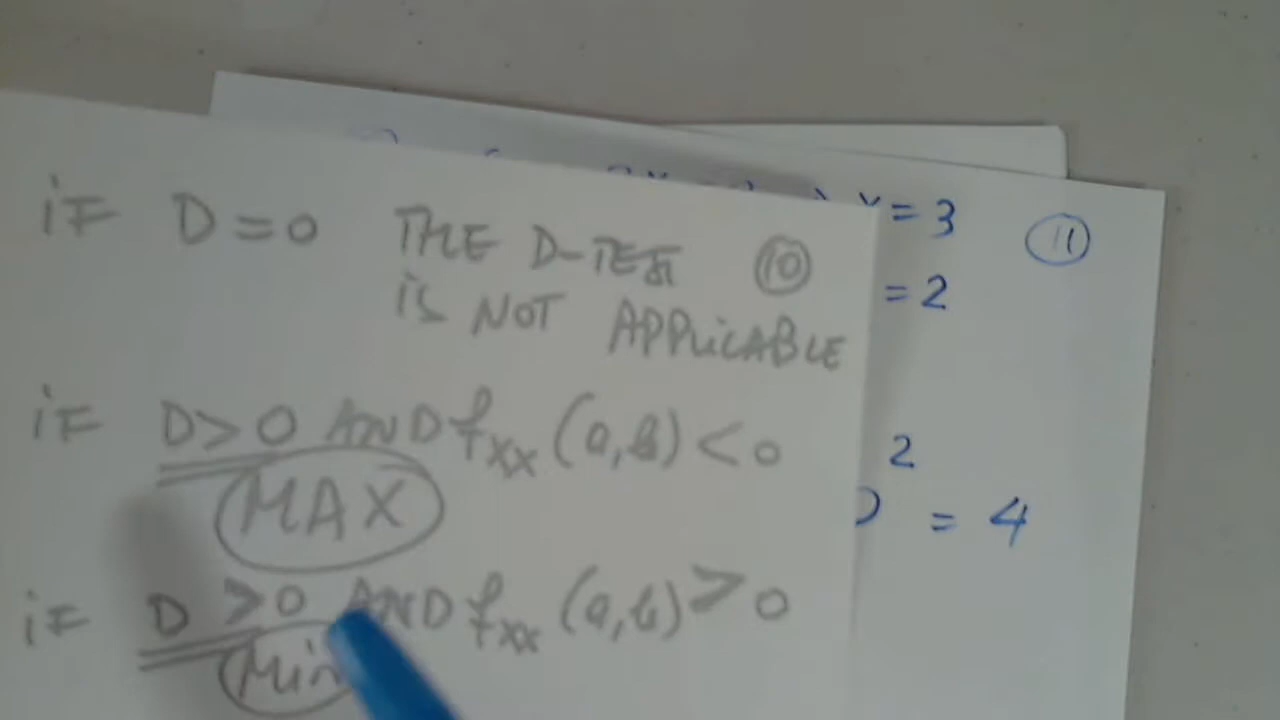 iF D=0 THE D-TEST ⑩
is NOT APPLiCABLE
iF D>0 AND fxx (a,b) < 0
MAX
iF D >0 AND fxx (a,b) > 0
Min
x = 3 ⑪
= 2
2
= 4